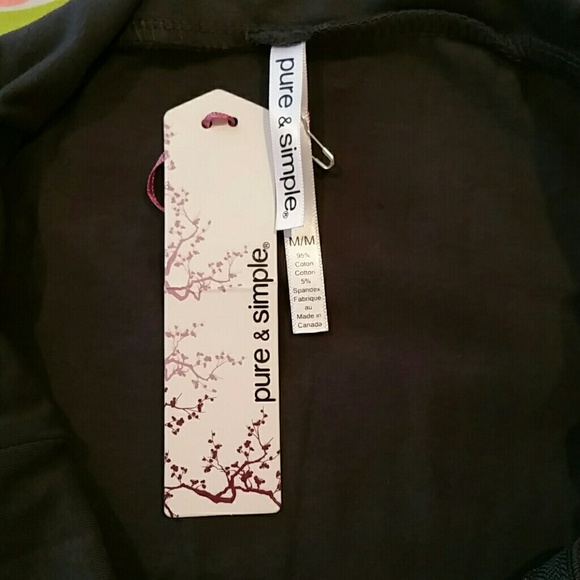 pure & simple®
pure & simple®
M/M
95%
Coton
Cotton
5%
Spandex
Fabriqué
au
Made in
Canada